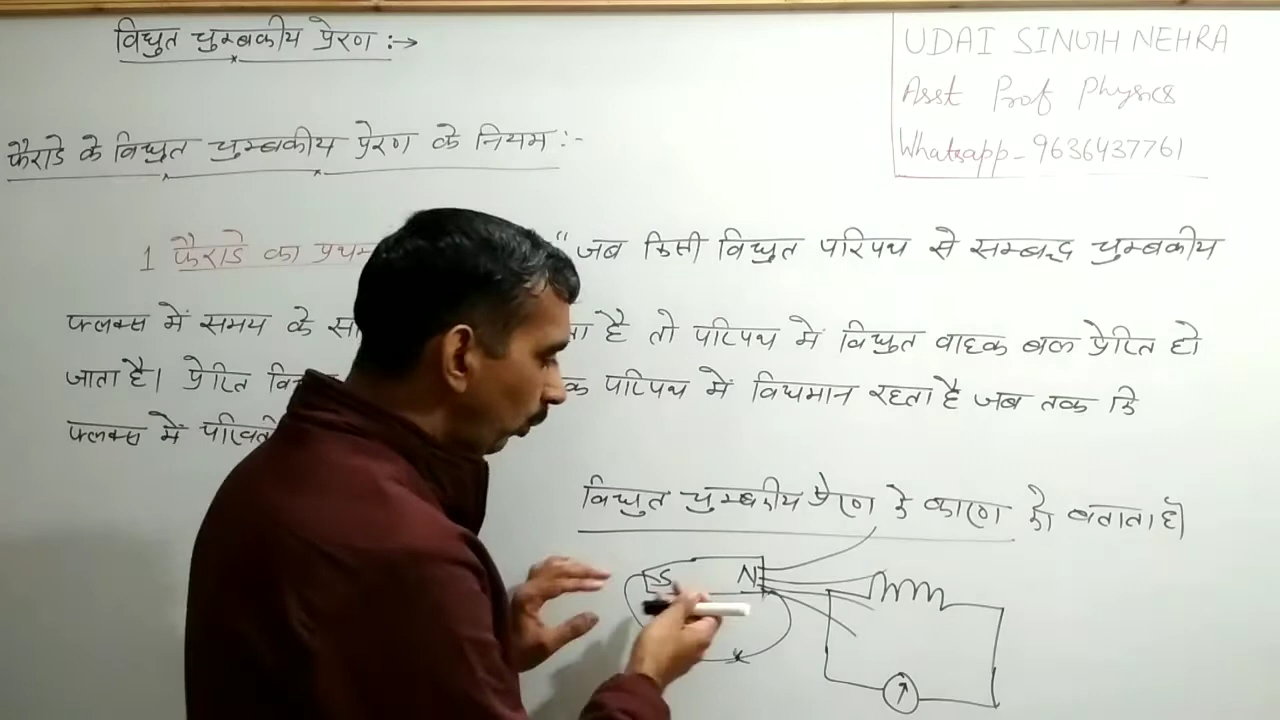 विद्युत चुम्बकीय प्रेरण :→
UDAI SINGH NEHRA
Asst Prof Physics
Whatsapp - 9636437761
फैराडे के विद्युत चुम्बकीय प्रेरण के नियम :-
1 फैराडे का प्रथम "जब किसी विद्युत परिपथ से सम्बद्ध चुम्बकीय
फ्लक्स में समय के है तो परिपथ में विद्युत वाहक बल प्रेरित हो
जाता है। प्रेरित परिपथ में विद्यमान रहता है जब तक कि
फ्लक्स में
विद्युत चुम्बकीय प्रेरण के कारण को बताता है।
S N